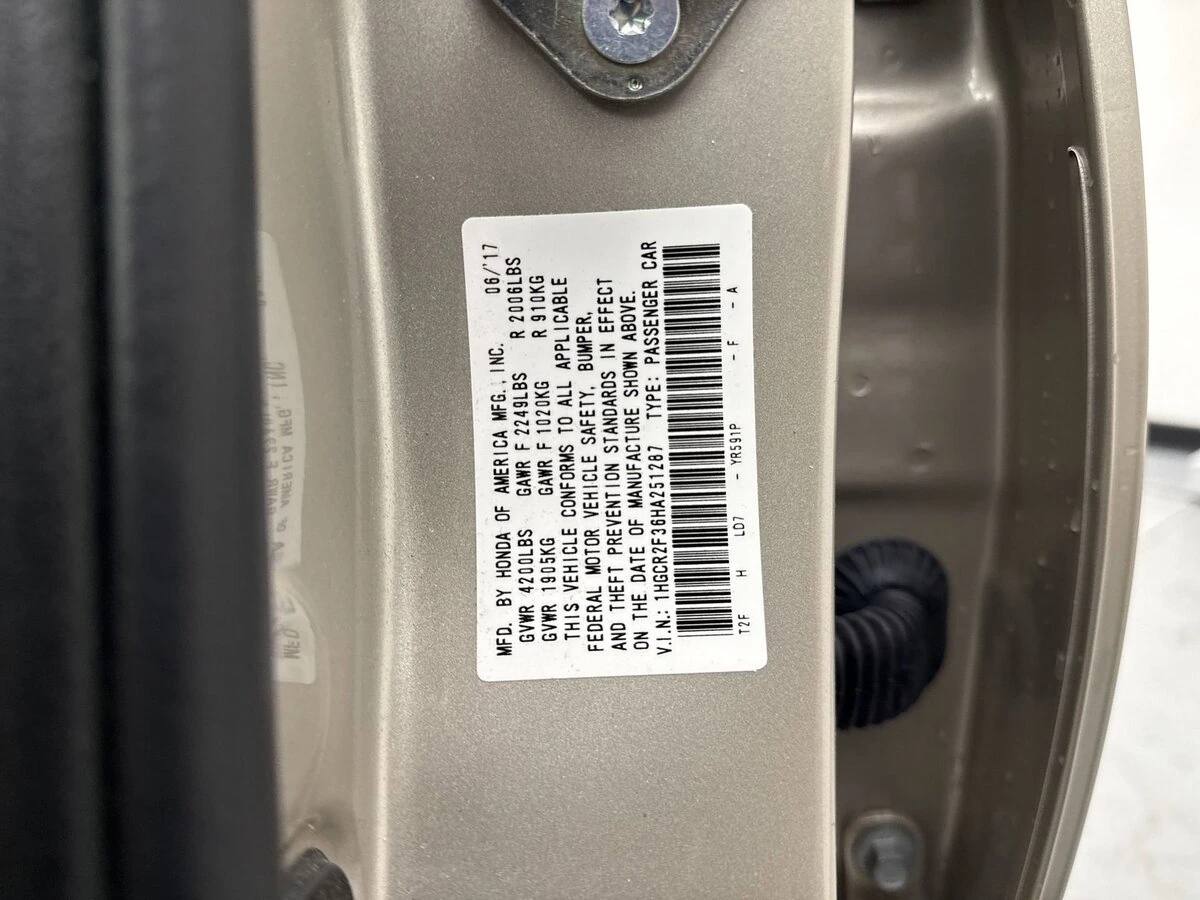 MFD. BY HONDA OF AMERICA MFG., INC. 06/'17
GVWR 4200LBS GAWR F 2249LBS R 2006LBS
GVWR 1905KG GAWR F 1020KG R 910KG
THIS VEHICLE CONFORMS TO ALL APPLICABLE
FEDERAL MOTOR VEHICLE SAFETY, BUMPER,
AND THEFT PREVENTION STANDARDS IN EFFECT
ON THE DATE OF MANUFACTURE SHOWN ABOVE.
V.I.N.: 1HGCR2F36HA251287 TYPE: PASSENGER CAR
T2F H LD7 - YR591P - F - A